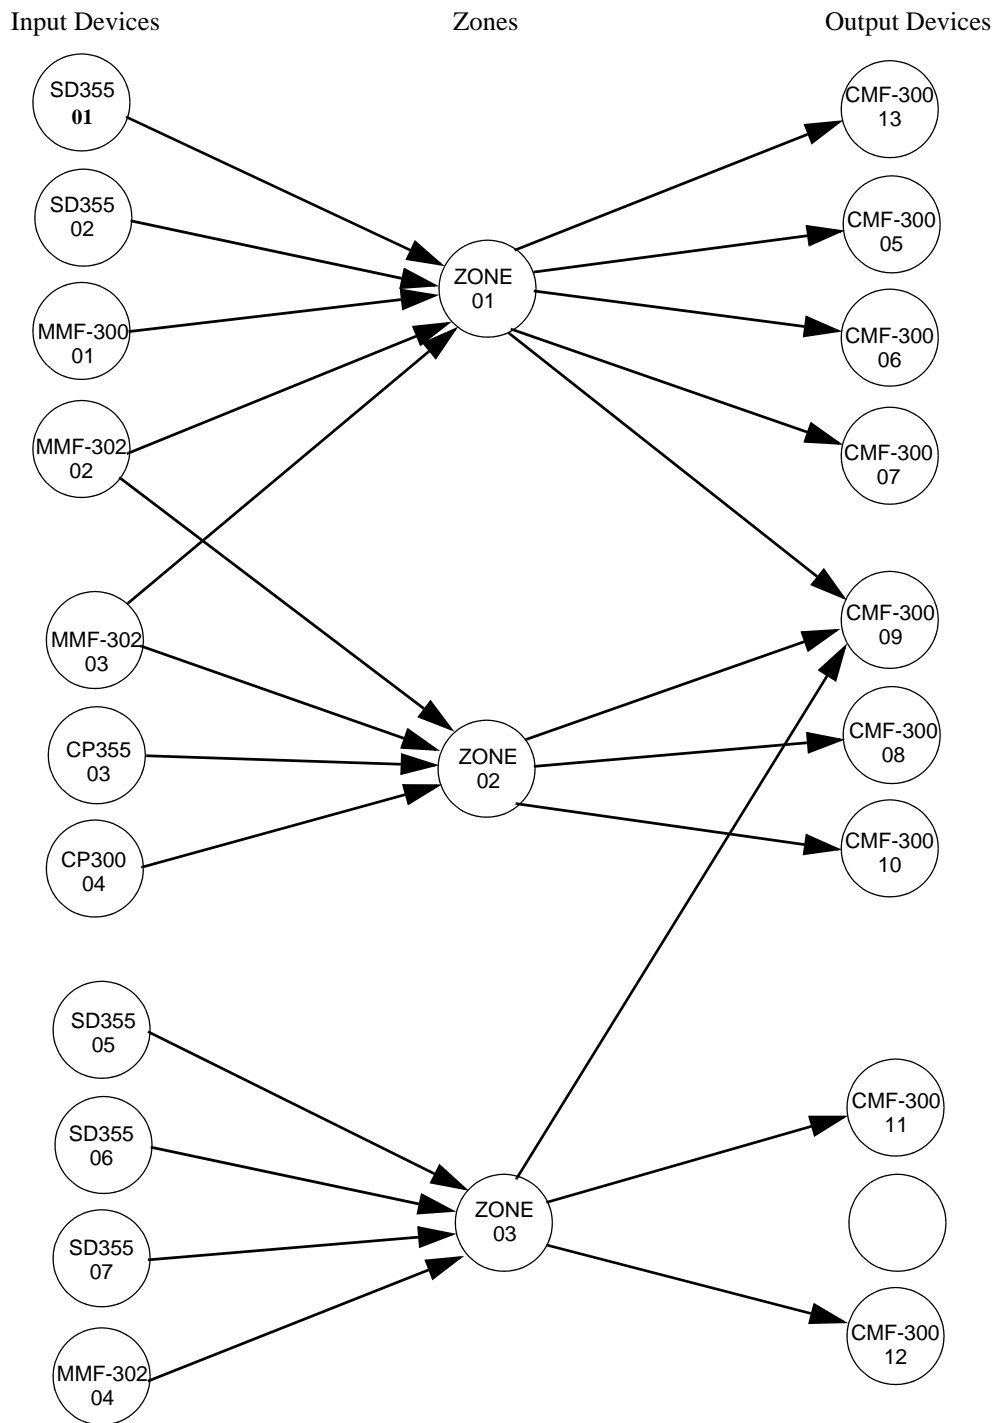 Input Devices
Zones
Output Devices
SD355
01
SD355
02
MMF-300
01
MMF-302
02
MMF-302
03
CP355
03
CP300
04
SD355
05
SD355
06
SD355
07
MMF-302
04
ZONE
01
ZONE
02
ZONE
03
CMF-300
13
CMF-300
05
CMF-300
06
CMF-300
07
CMF-300
09
CMF-300
08
CMF-300
10
CMF-300
11
CMF-300
12